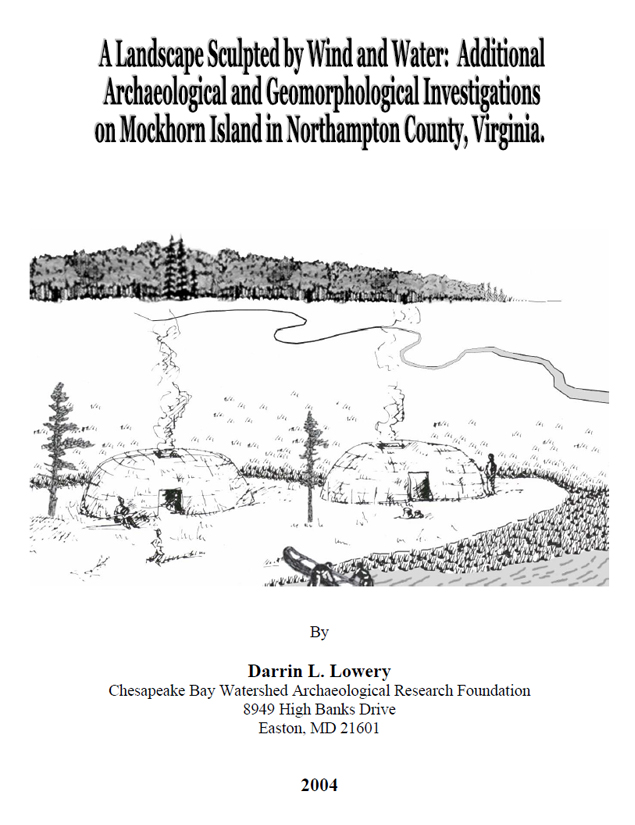 A Landscape Sculpted by Wind and Water: Additional
Archaeological and Geomorphological Investigations
on Mockhorn Island in Northampton County, Virginia.
By
Darrin L. Lowery
Chesapeake Bay Watershed Archaeological Research Foundation
8949 High Banks Drive
Easton, MD 21601
2004